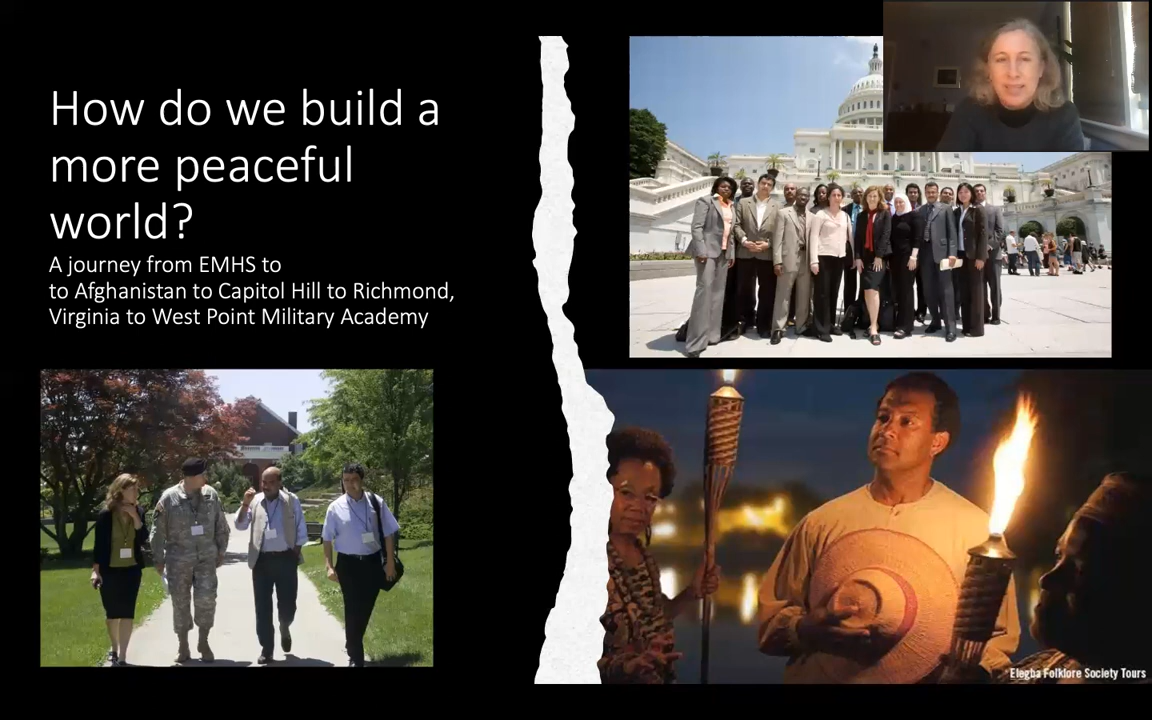 How do we build a
more peaceful
world?
A journey from EMHS to
to Afghanistan to Capitol Hill to Richmond,
Virginia to West Point Military Academy
Elegba Folklore Society Tours